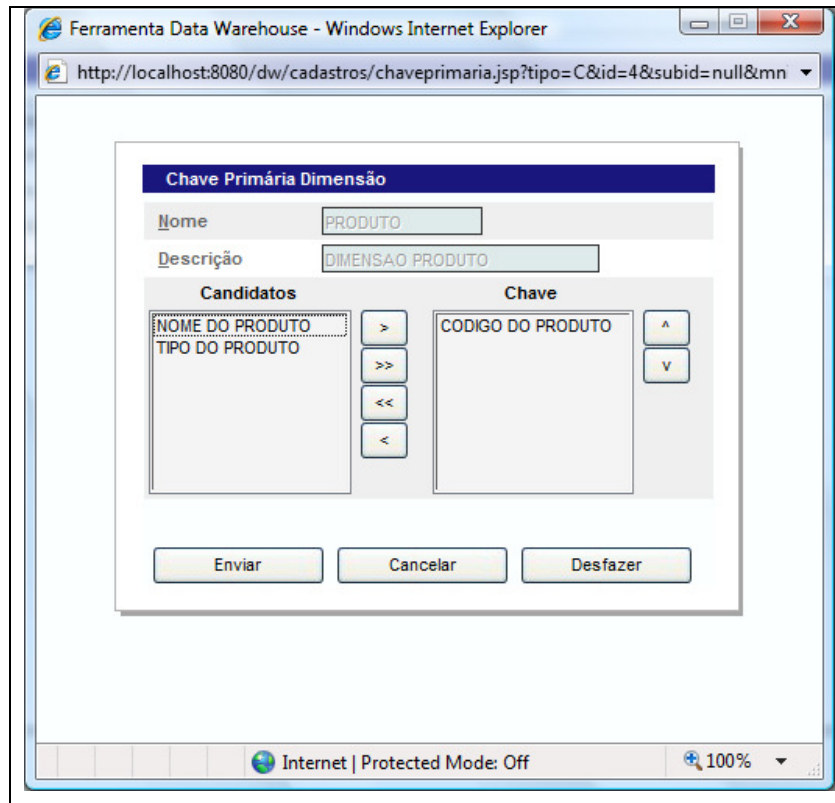 Ferramenta Data Warehouse - Windows Internet Explorer
http://localhost:8080/dw/cadastros/chaveprimaria.jsp?tipo=C&id=4&subid=null&mn
Chave Primária Dimensão
Nome PRODUTO
Descrição DIMENSAO PRODUTO
Candidatos Chave
NOME DO PRODUTO > CODIGO DO PRODUTO ^
TIPO DO PRODUTO
>> v
<<
<
Enviar Cancelar Desfazer
Internet | Protected Mode: Off 100%